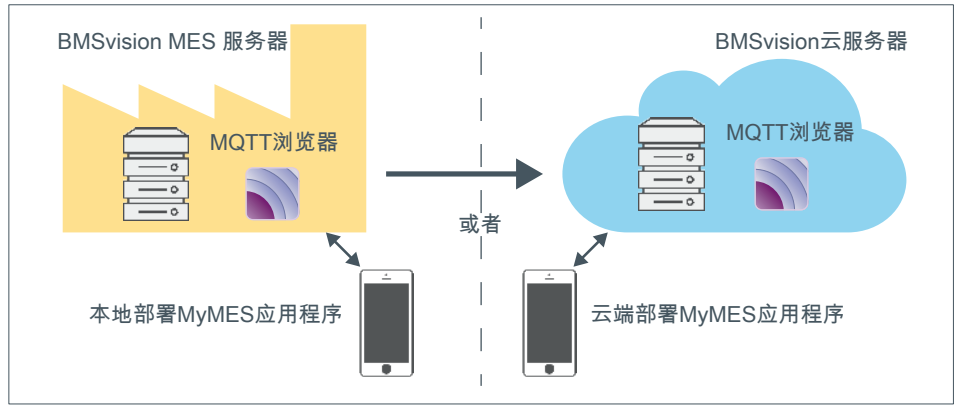 BMSvision MES 服务器
BMSvision云服务器
MQTT浏览器
MQTT浏览器
或者
本地部署MyMES应用程序
云端部署MyMES应用程序